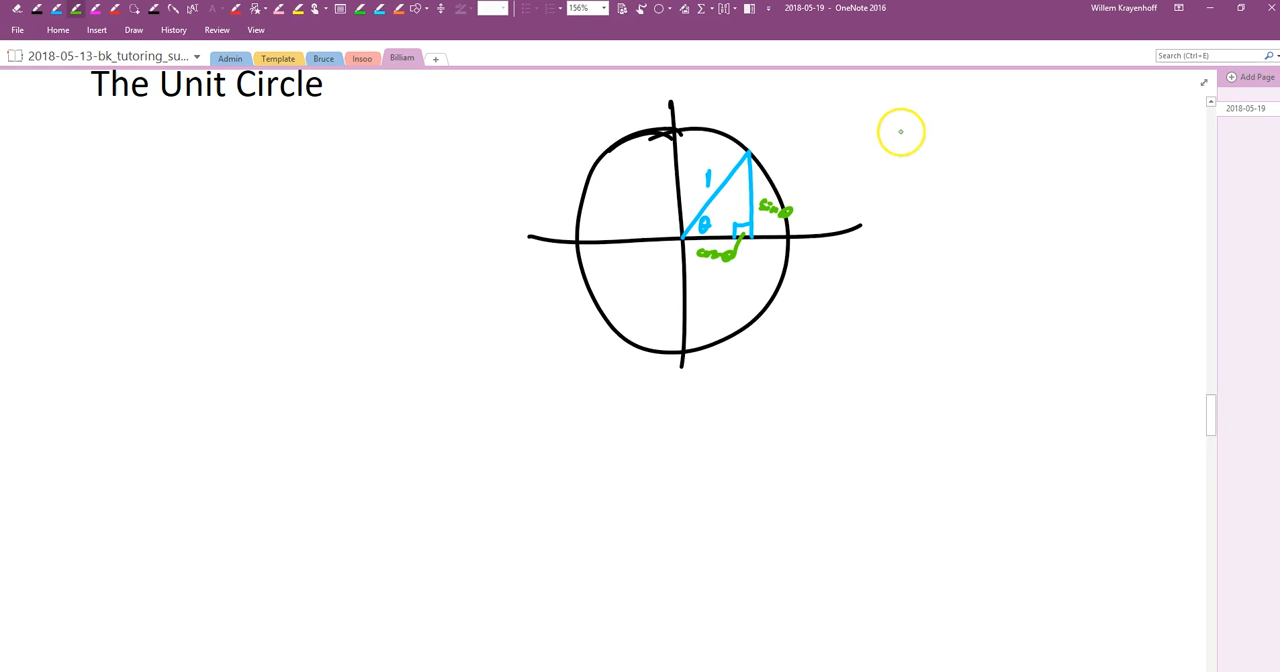 156%
2018-05-19 - OneNote 2016
Willem Krayenhoff
File Home Insert Draw History Review View
2018-05-13-bk_tutoring_su... Admin Template Bruce Insoo Billiam
Search (Ctrl+E)
Add Page
2018-05-19
The Unit Circle
1
sinθ
θ
cosθ